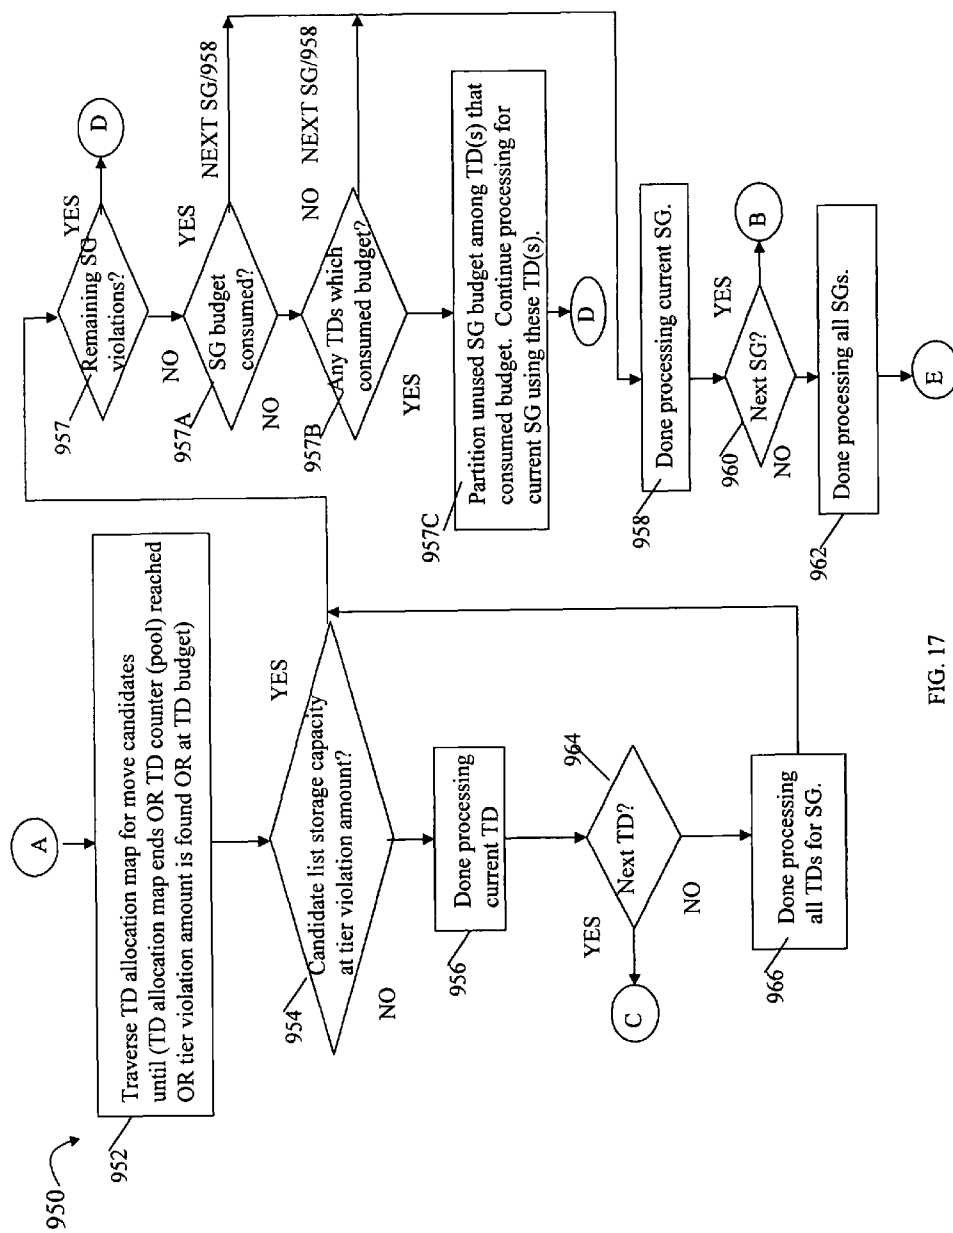 950
A
952
Traverse TD allocation map for move candidates
until (TD allocation map ends OR TD counter (pool) reached
OR tier violation amount is found OR at TD budget)
954
Candidate list storage capacity
at tier violation amount?
YES
NO
956
Done processing
current TD
964
Next TD?
YES
C
NO
966
Done processing
all TDs for SG.
957
Remaining SG
violations?
YES
D
NO
957A
SG budget
consumed?
YES
NEXT SG/958
NO
957B
Any TDs which
consumed budget?
NO
NEXT SG/958
YES
957C
Partition unused SG budget among TD(s) that
consumed budget. Continue processing for
current SG using these TD(s).
D
958
Done processing current SG.
960
Next SG?
YES
B
NO
962
Done processing all SGs.
E
FIG. 17